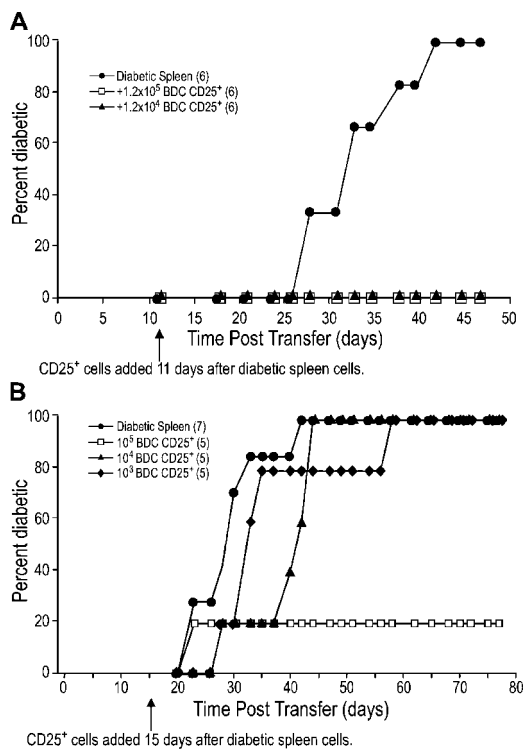 A
100
80
60
40
20
0
Percent diabetic
Diabetic Spleen (6)
+1.2x10⁵ BDC CD25⁺ (6)
+1.2x10⁴ BDC CD25⁺ (6)
0 5 10 15 20 25 30 35 40 45 50
Time Post Transfer (days)
CD25⁺ cells added 11 days after diabetic spleen cells.
B
100
80
60
40
20
0
Percent diabetic
Diabetic Spleen (7)
10⁵ BDC CD25⁺ (5)
10⁴ BDC CD25⁺ (5)
10³ BDC CD25⁺ (5)
0 10 20 30 40 50 60 70 80
Time Post Transfer (days)
CD25⁺ cells added 15 days after diabetic spleen cells.